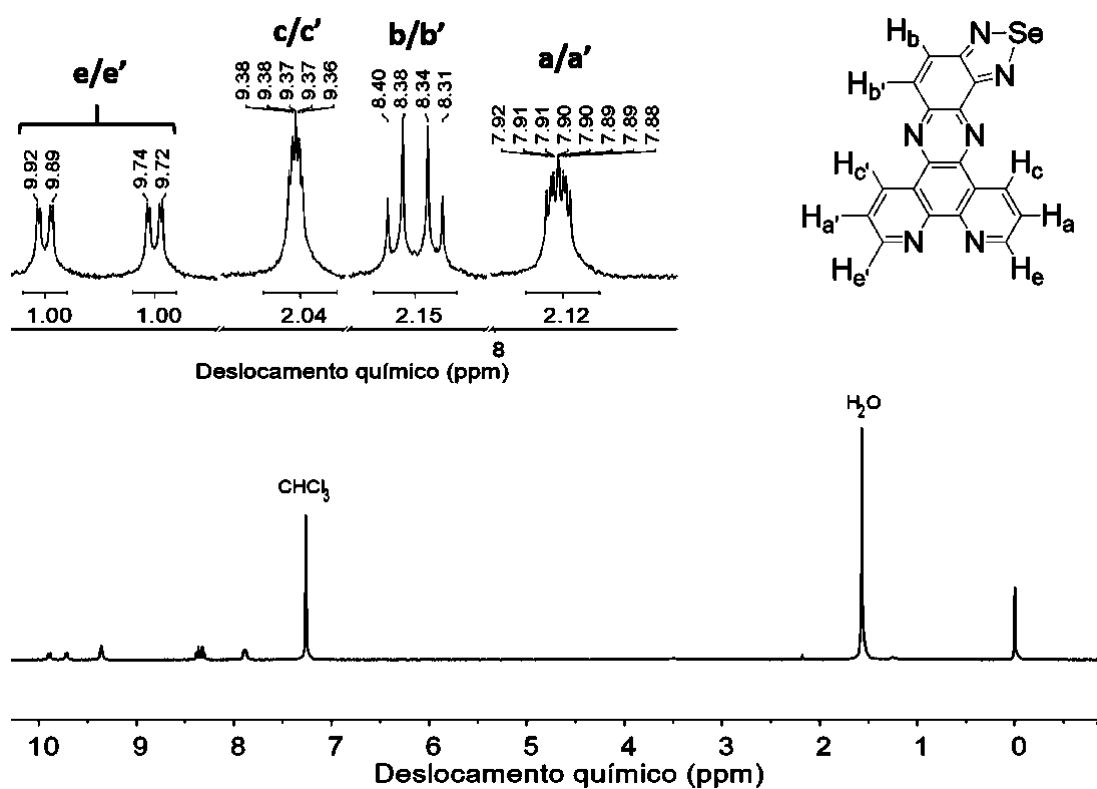 e/e'
c/c'
b/b'
a/a'
9.92
9.89
9.74
9.72
9.38
9.38
9.37
9.37
9.36
8.40
8.38
8.34
8.31
7.92
7.91
7.91
7.90
7.90
7.89
7.89
7.88
1.00
1.00
2.04
2.15
2.12
8
Deslocamento químico (ppm)
Hb
N
Se
Hb'
N
N
N
Hc'
Hc
Ha'
Ha
N
N
He'
He
CHCl3
H2O
10 9 8 7 6 5 4 3 2 1 0
Deslocamento químico (ppm)